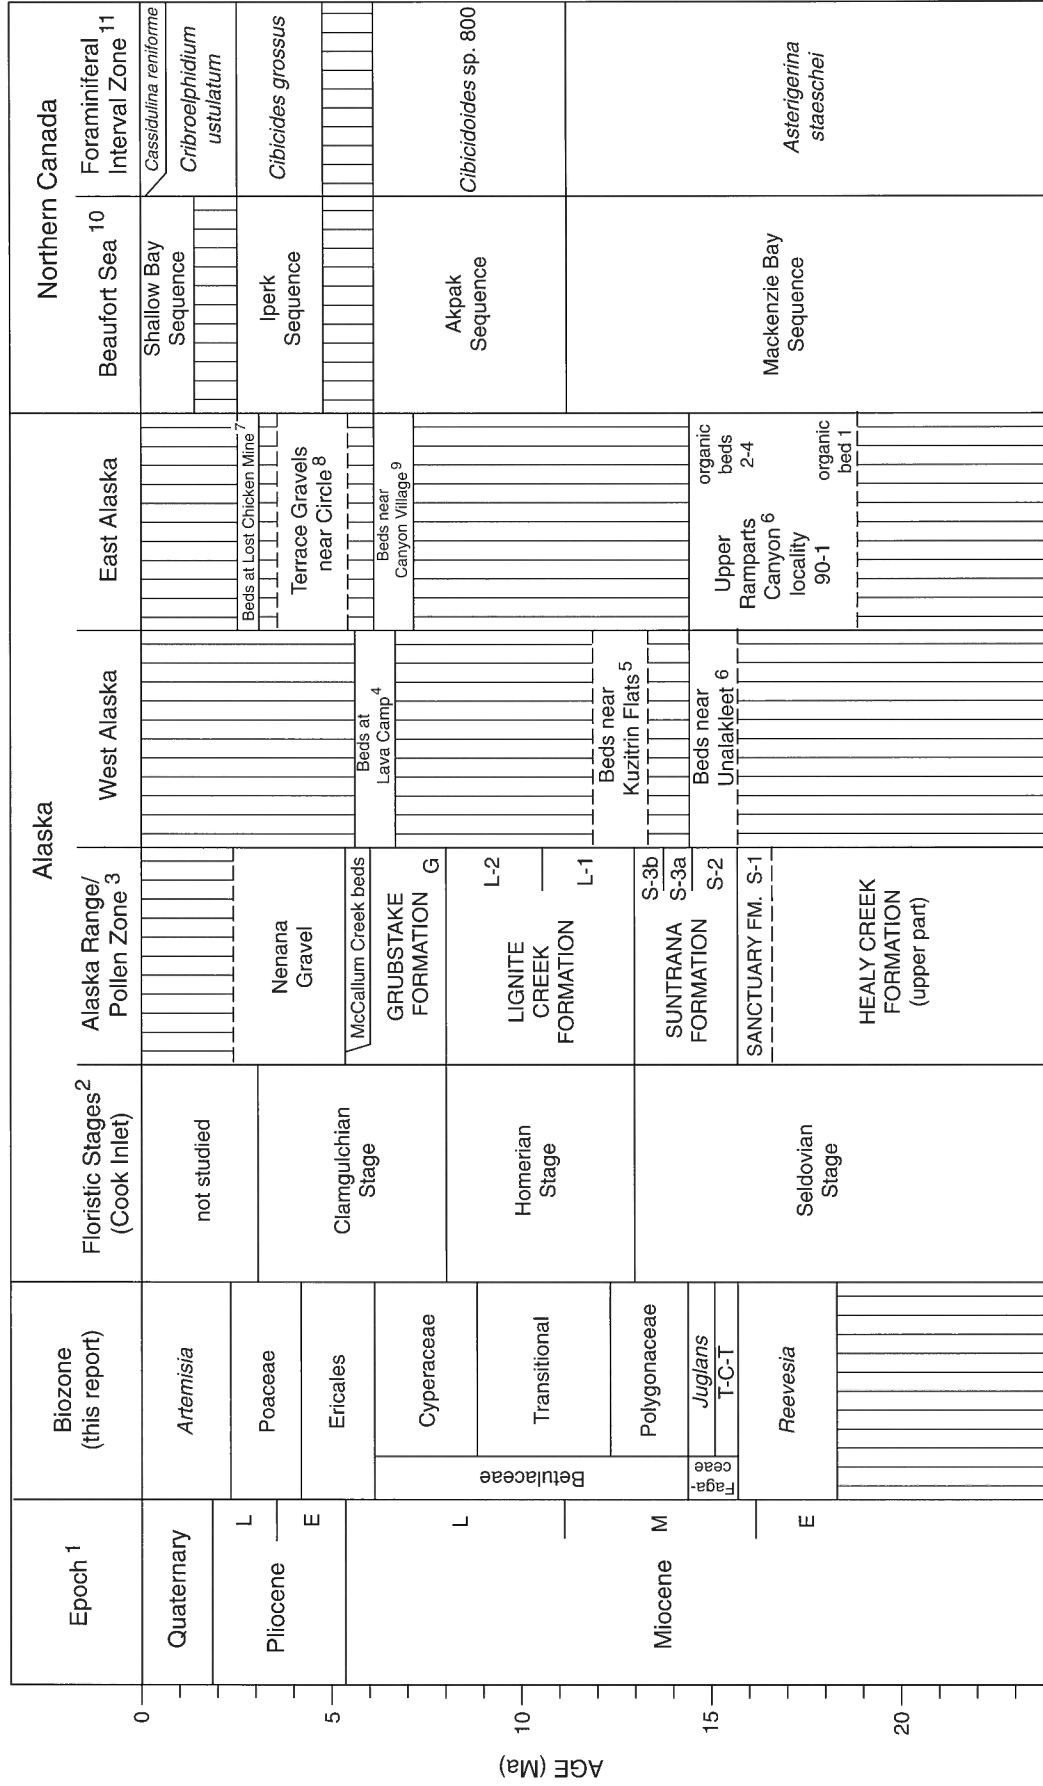 Alaska
Northern Canada
Epoch 1
Biozone
(this report)
Floristic Stages 2
(Cook Inlet)
Alaska Range/
Pollen Zone 3
West Alaska
East Alaska
Beaufort Sea 10
Foraminiferal
Interval Zone 11
AGE (Ma)
0
5
10
15
20
Quaternary
Pliocene
L
E
Miocene
L
M
E
Artemisia
Poaceae
Ericales
Betulaceae
Cyperaceae
Transitional
Polygonaceae
Faga-
ceae
Juglans
T-C-T
Reevesia
not studied
Clamgulchian
Stage
Homerian
Stage
Seldovian
Stage
Nenana
Gravel
McCallum Creek beds
GRUBSTAKE
FORMATION
G
LIGNITE
CREEK
FORMATION
L-2
L-1
SUNTRANA
FORMATION
S-3b
S-3a
S-2
SANCTUARY FM. S-1
HEALY CREEK
FORMATION
(upper part)
Beds at
Lava Camp 4
Beds near
Kuzitrin Flats 5
Beds near
Unalakleet 6
Beds at Lost Chicken Mine 7
Terrace Gravels
near Circle 8
Beds near
Canyon Village 9
Upper
Ramparts
Canyon 6
locality
90-1
organic
beds
2-4
organic
bed 1
Shallow Bay
Sequence
Iperk
Sequence
Akpak
Sequence
Mackenzie Bay
Sequence
Cassidulina reniforme
Cribroelphidium
ustulatum
Cibicides grossus
Cibicidoides sp. 800
Asterigerina
staeschei